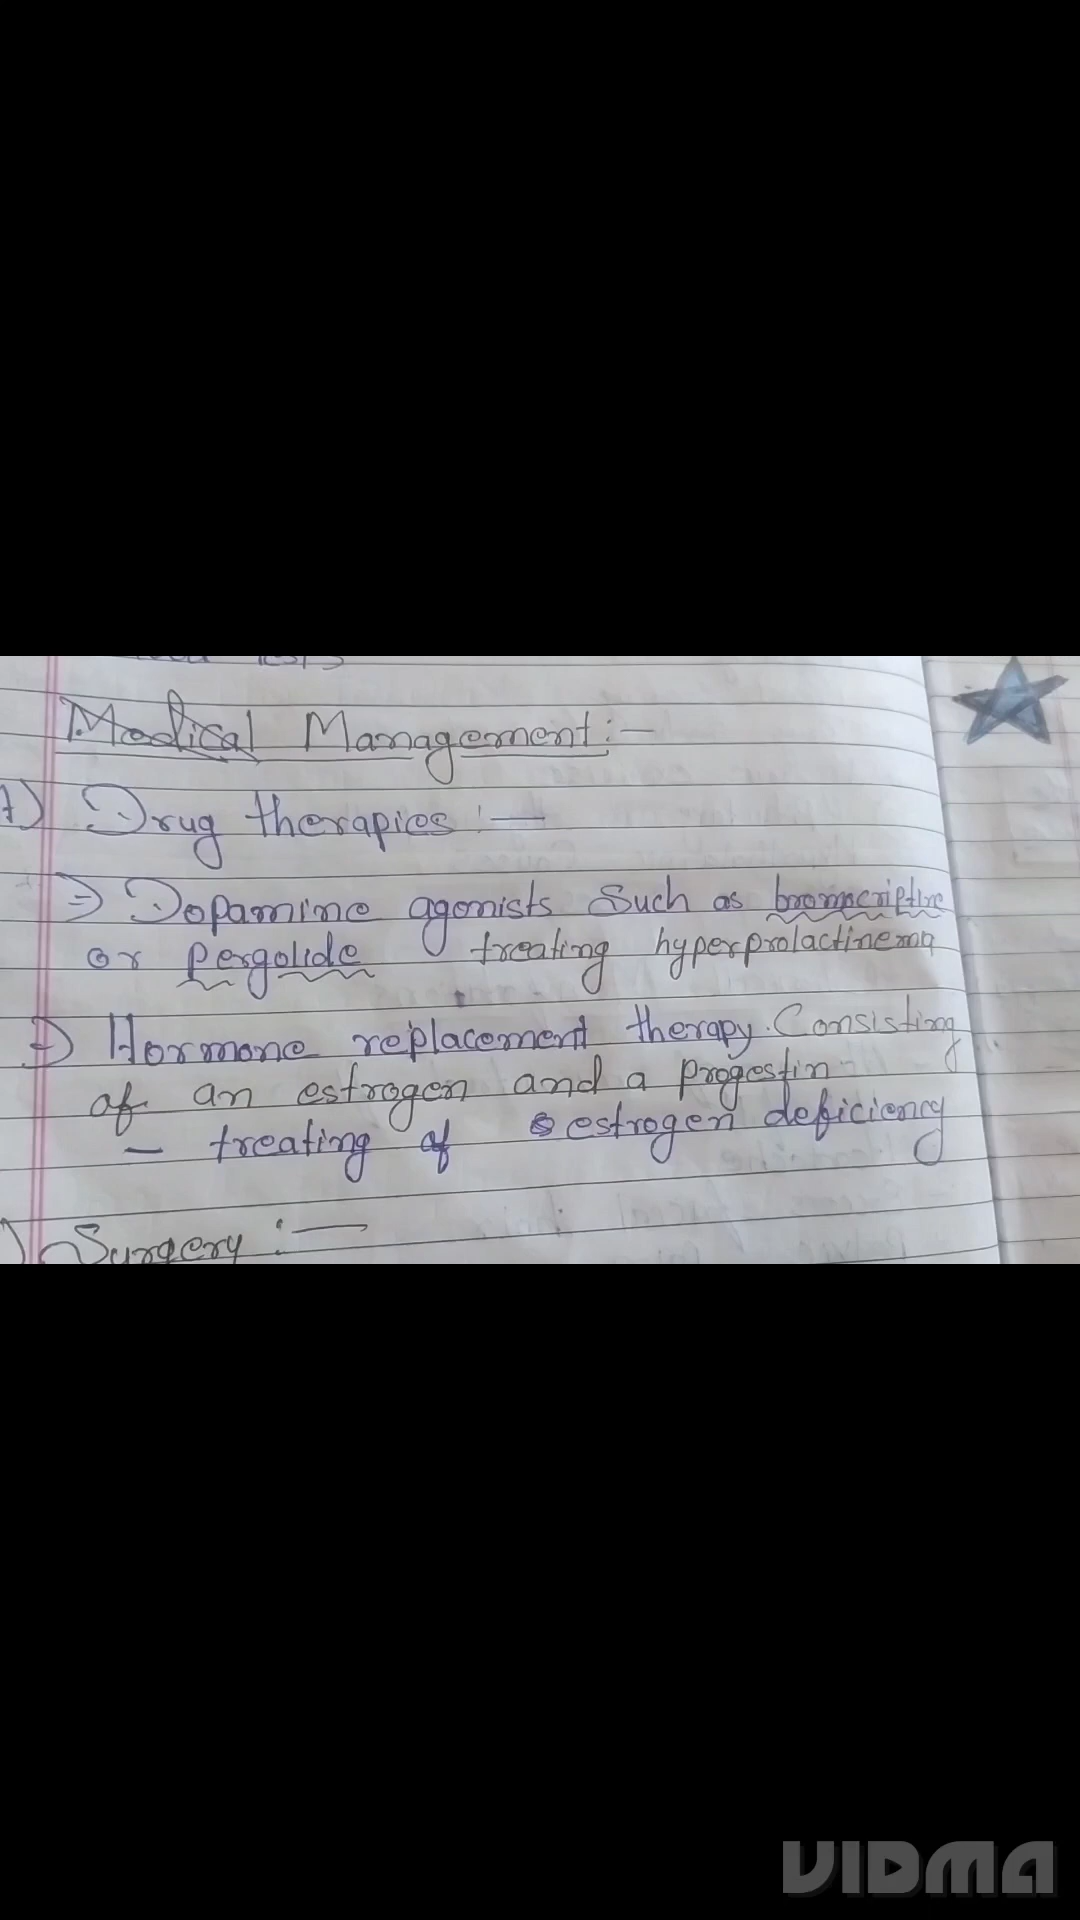 Medical Management:-
1) Drug therapies :-
⇒ Dopamine agonists such as bromocriptine
or Pergolide treating hyperprolactinema
⇒ Hormone replacement therapy. Consisting
of an estrogen and a progestin
- treating of estrogen deficiency
) Surgery :-
VIDMA